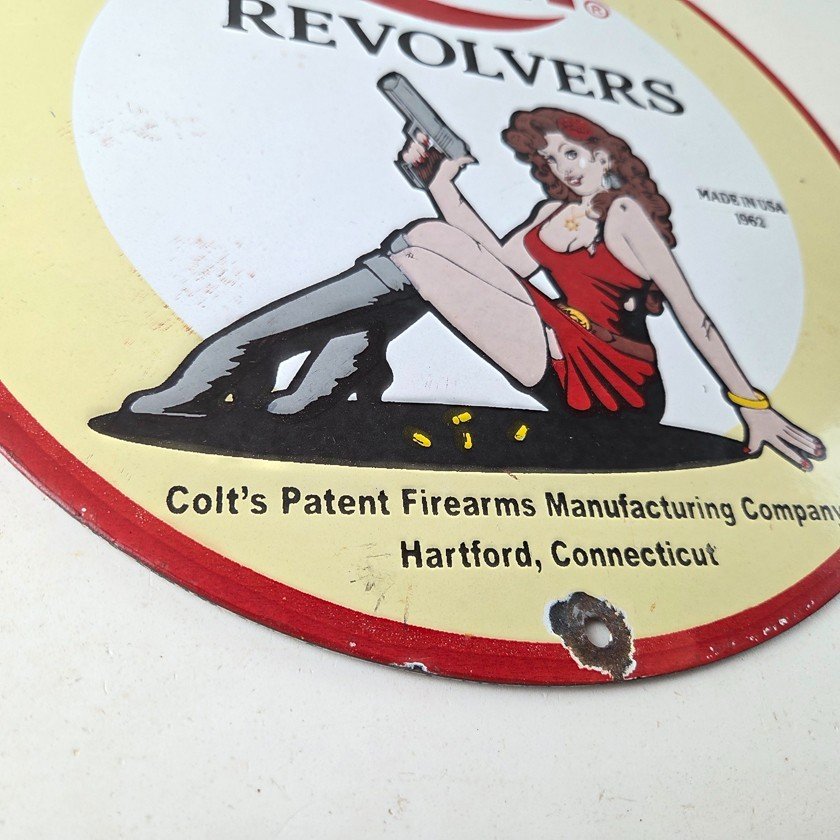 ®
REVOLVERS
MADE IN USA
1962
Colt's Patent Firearms Manufacturing Company
Hartford, Connecticut